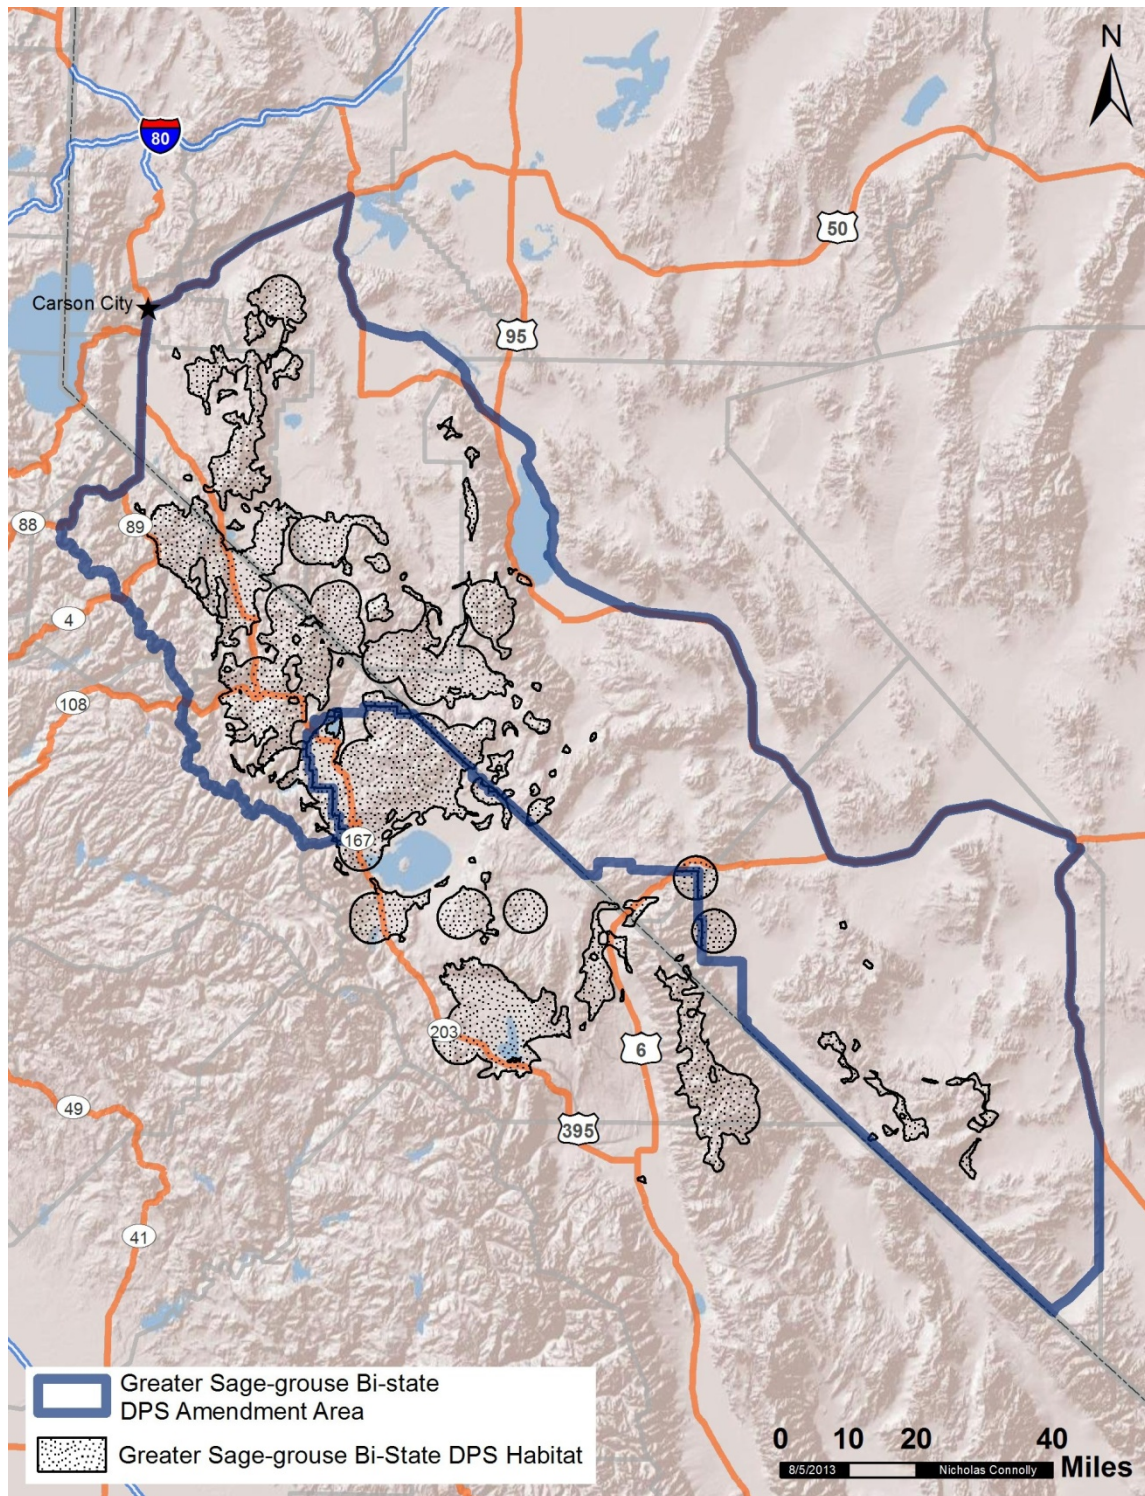 N
80
50
Carson City
95
88
89
4
108
167
203
6
49
395
41
Greater Sage-grouse Bi-state
DPS Amendment Area
Greater Sage-grouse Bi-State DPS Habitat
0 10 20 40
8/5/2013 Nicholas Connolly Miles